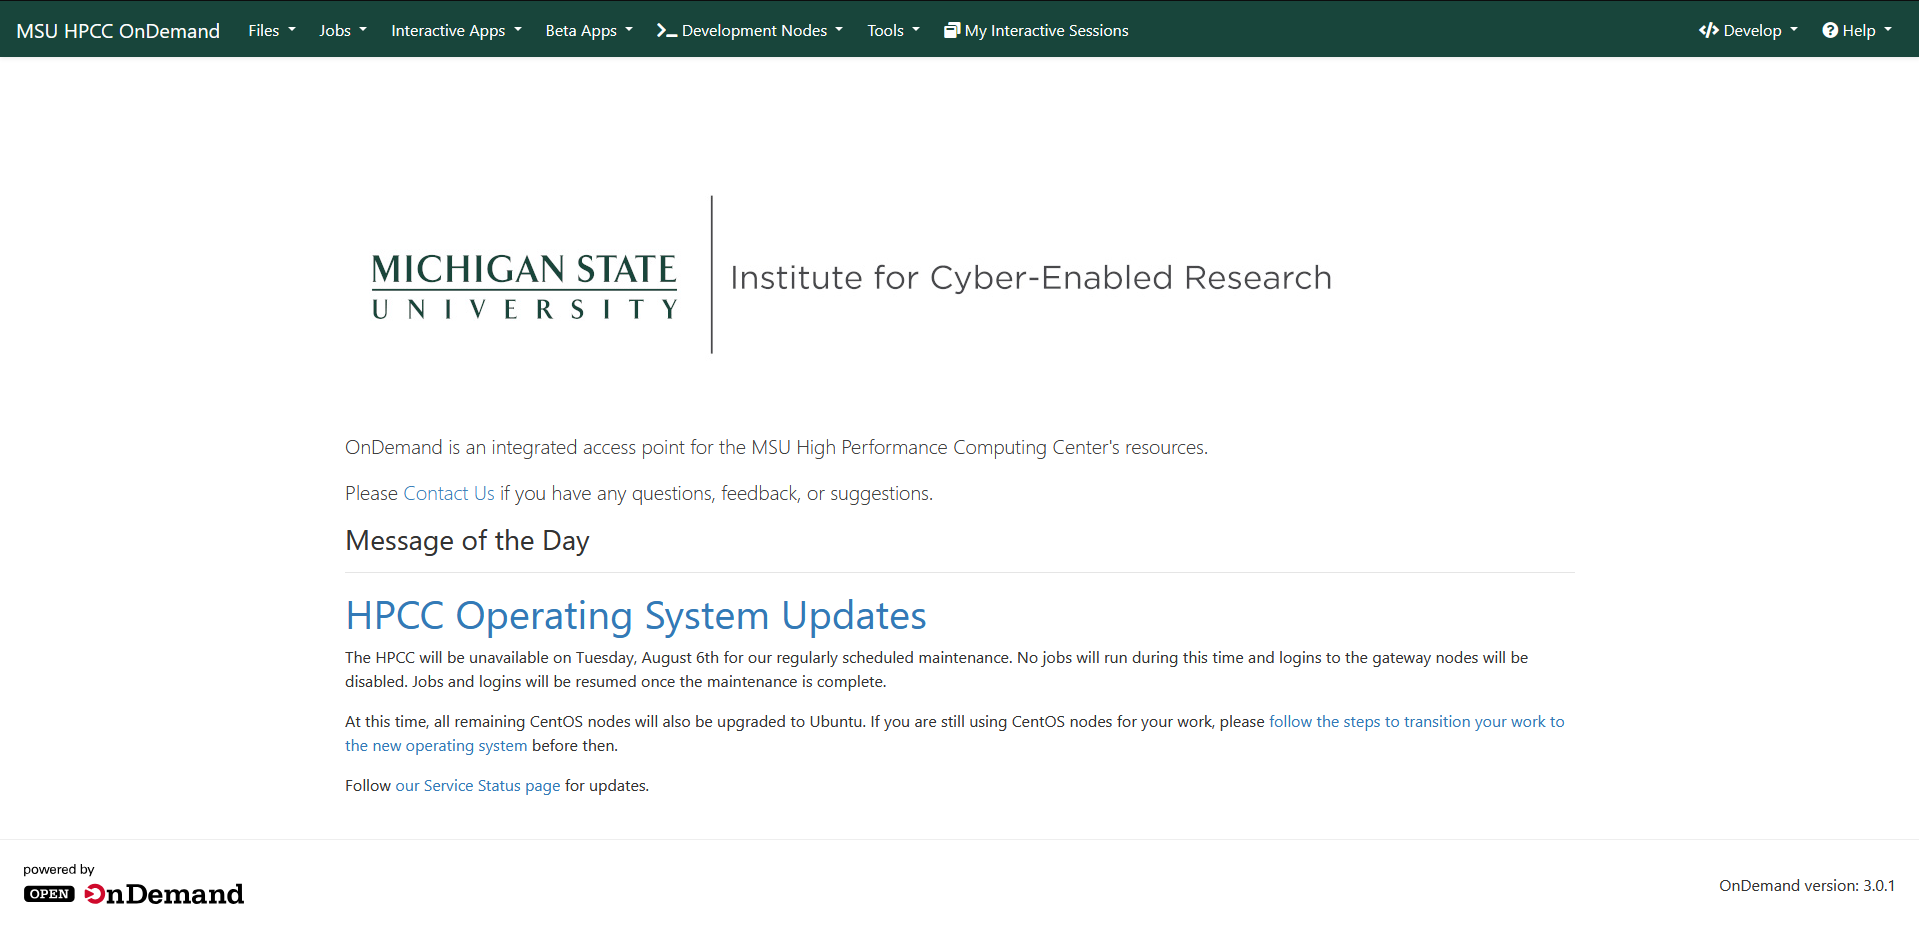 MSU HPCC OnDemand Files Jobs Interactive Apps Beta Apps Development Nodes Tools My Interactive Sessions Develop Help
MICHIGAN STATE
UNIVERSITY
Institute for Cyber-Enabled Research
OnDemand is an integrated access point for the MSU High Performance Computing Center's resources.
Please Contact Us if you have any questions, feedback, or suggestions.
Message of the Day
HPCC Operating System Updates
The HPCC will be unavailable on Tuesday, August 6th for our regularly scheduled maintenance. No jobs will run during this time and logins to the gateway nodes will be
disabled. Jobs and logins will be resumed once the maintenance is complete.
At this time, all remaining CentOS nodes will also be upgraded to Ubuntu. If you are still using CentOS nodes for your work, please follow the steps to transition your work to
the new operating system before then.
Follow our Service Status page for updates.
powered by
OPEN OnDemand
OnDemand version: 3.0.1